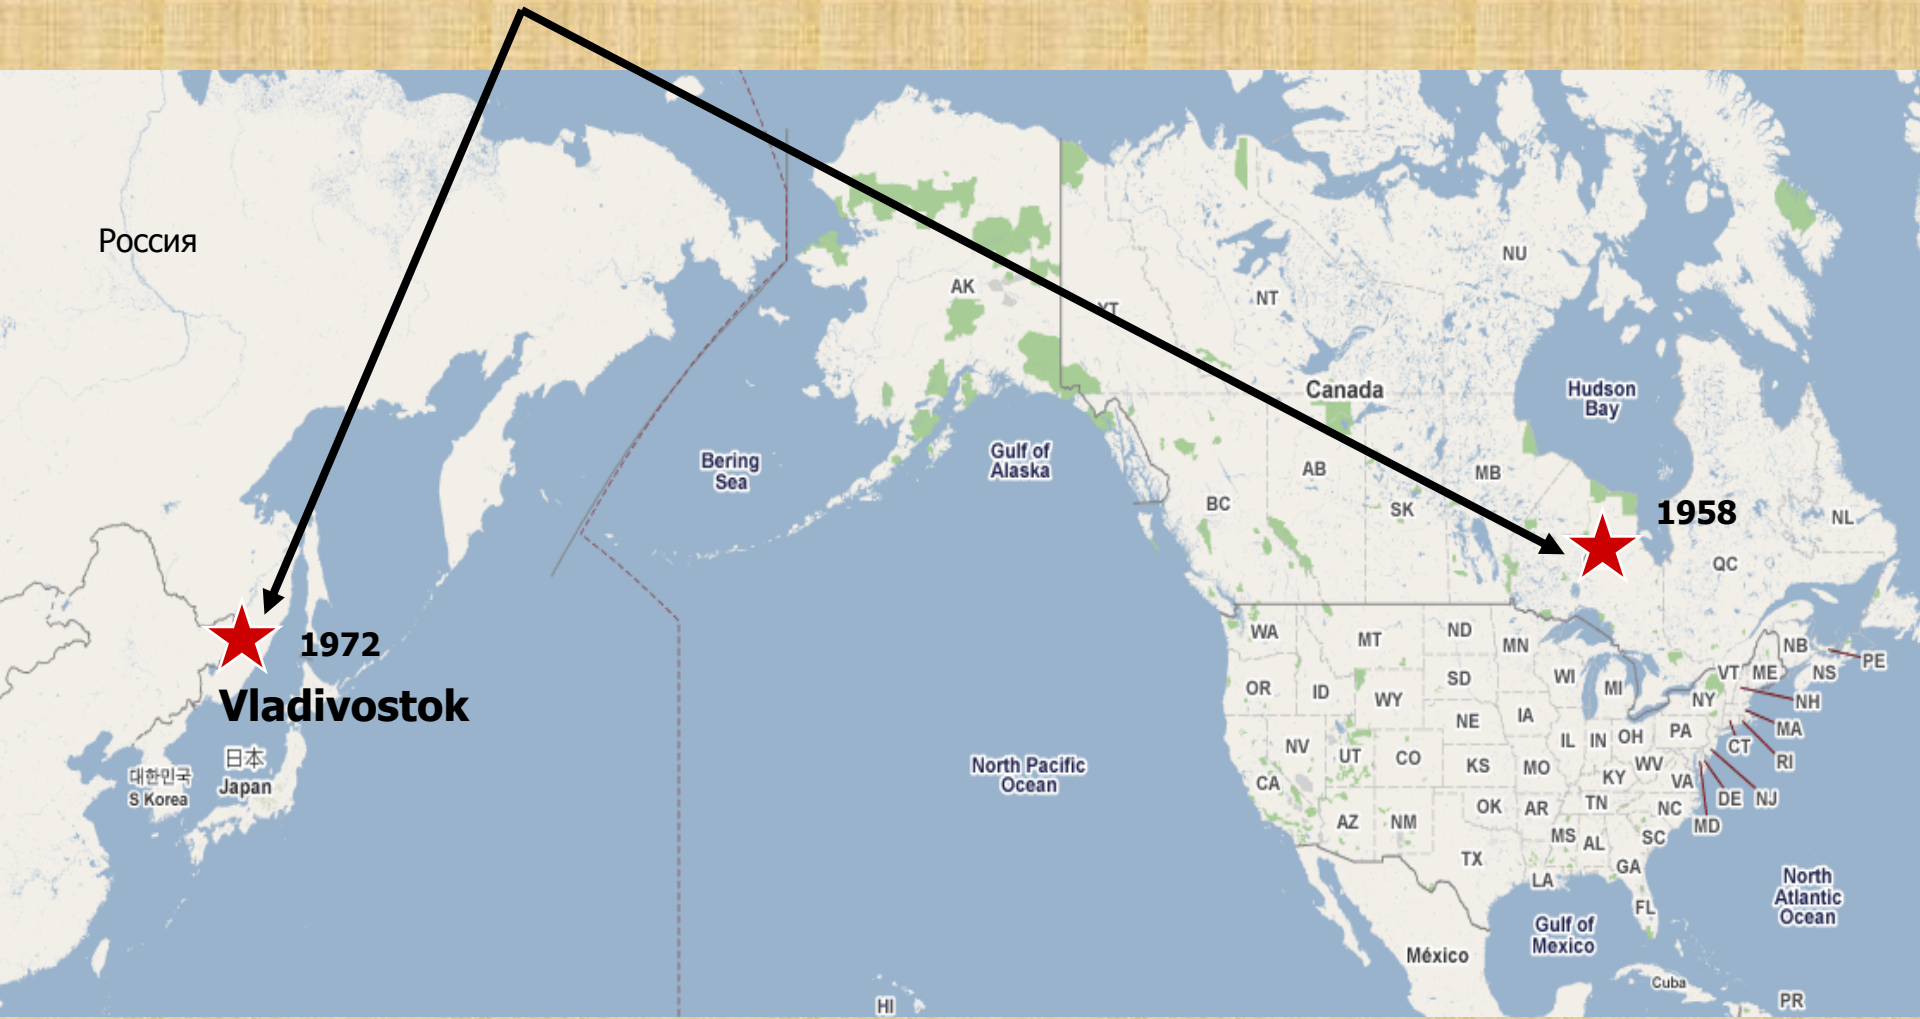 Россия
NU
AK
NT
YT
Canada
Hudson
Bay
Gulf of
Alaska
Bering
Sea
AB
MB
BC
SK
1958
NL
QC
1972
Vladivostok
WA
MT
ND
MN
NB
PE
OR
ID
WY
SD
WI
MI
VT
ME
NS
NY
NH
NV
UT
CO
NE
IA
IL
IN
OH
PA
MA
CT
RI
CA
KS
MO
KY
WV
VA
DE
NJ
MD
AZ
NM
OK
AR
TN
NC
SC
MS
AL
GA
TX
LA
FL
대한민국
S Korea
日本
Japan
North Pacific
Ocean
North
Atlantic
Ocean
Gulf of
Mexico
México
Cuba
HI
PR